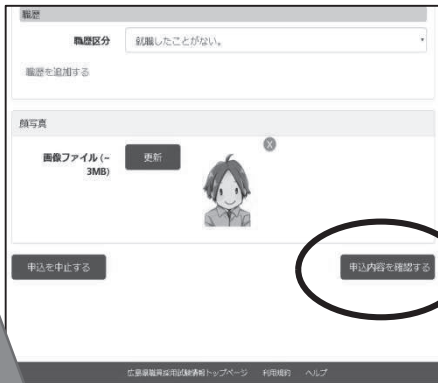 職歴
職歴区分 就職したことがない。
職歴を追加する
顔写真
画像ファイル (~ 3MB) 更新 X
申込を中止する 申込内容を確認する
広島県職員採用試験情報トップページ 利用規約 ヘルプ